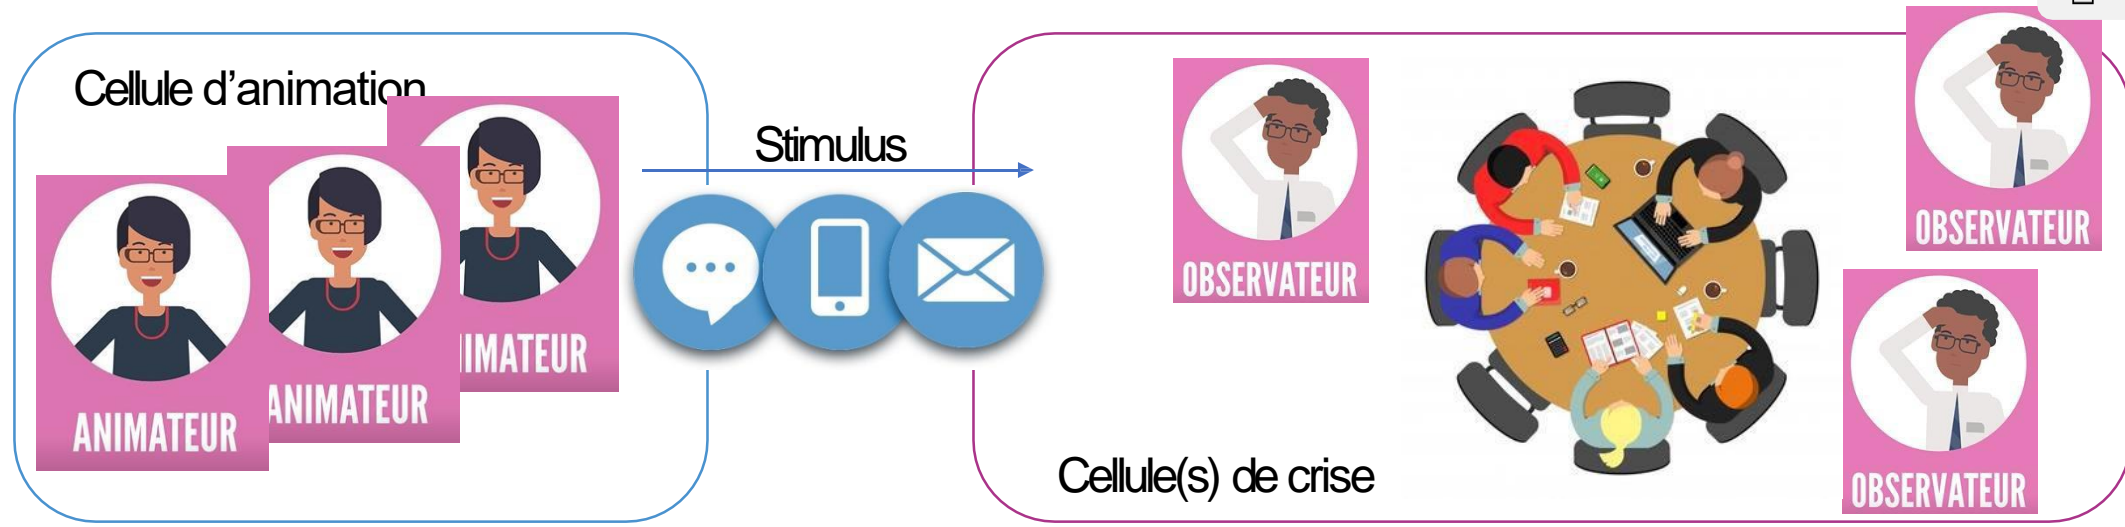 Cellule d'animation
ANIMATEUR
ANIMATEUR
IMATEUR
Stimulus
OBSERVATEUR
OBSERVATEUR
OBSERVATEUR
Cellule(s) de crise